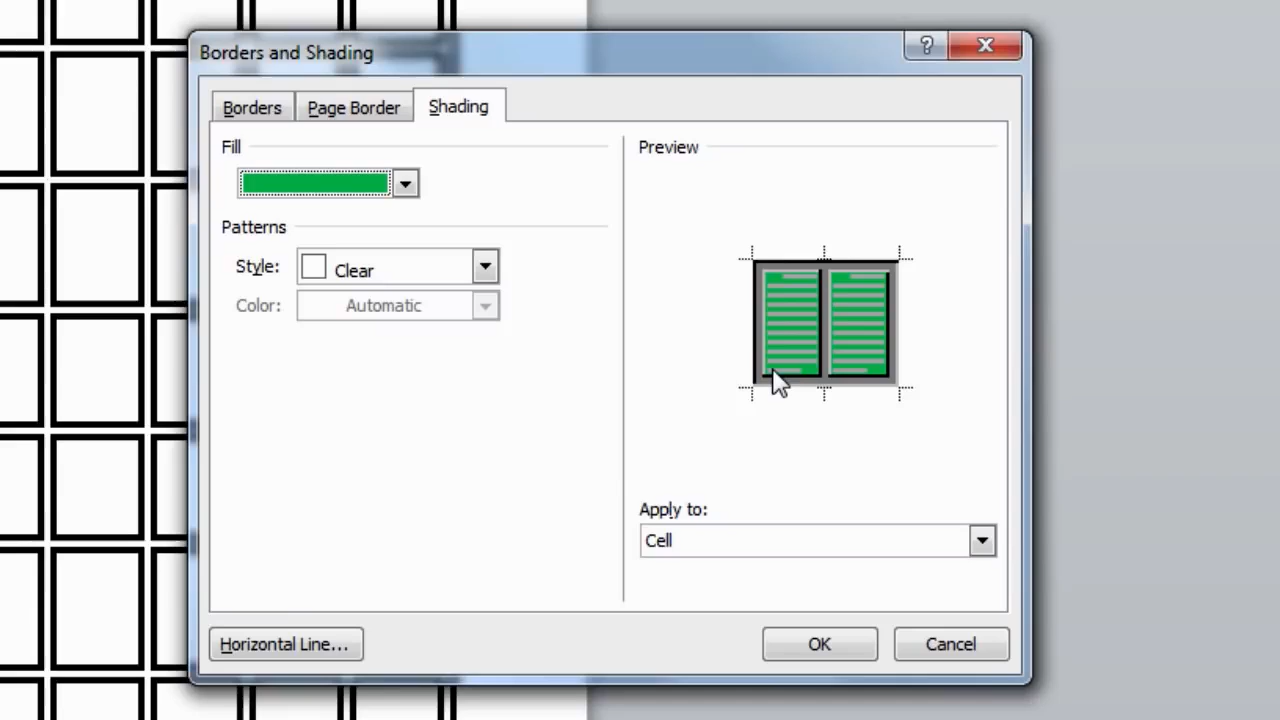 Borders and Shading
?
Borders
Page Border
Shading
Fill
Preview
Patterns
Style:
Clear
Color:
Automatic
Apply to:
Cell
Horizontal Line...
OK
Cancel